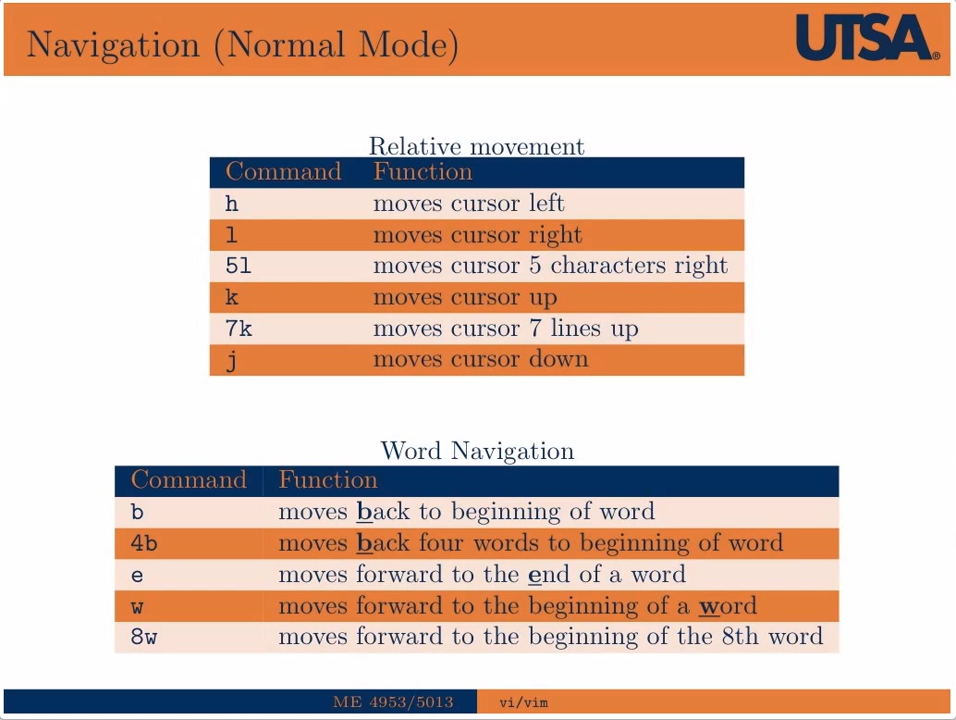 Navigation (Normal Mode)
UTSA®
Relative movement
Command Function
h moves cursor left
l moves cursor right
5l moves cursor 5 characters right
k moves cursor up
7k moves cursor 7 lines up
j moves cursor down
Word Navigation
Command Function
b moves back to beginning of word
4b moves back four words to beginning of word
e moves forward to the end of a word
w moves forward to the beginning of a word
8w moves forward to the beginning of the 8th word
ME 4953/5013 vi/vim